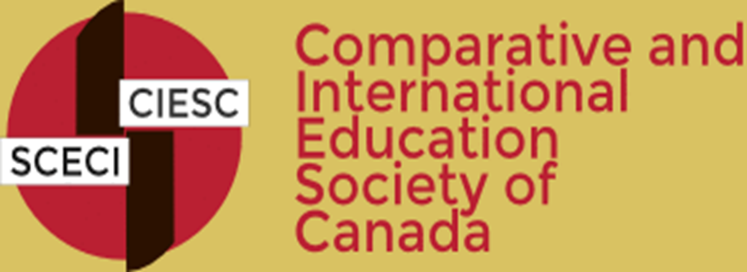 CIESC
SCECI
Comparative and
International
Education
Society of
Canada